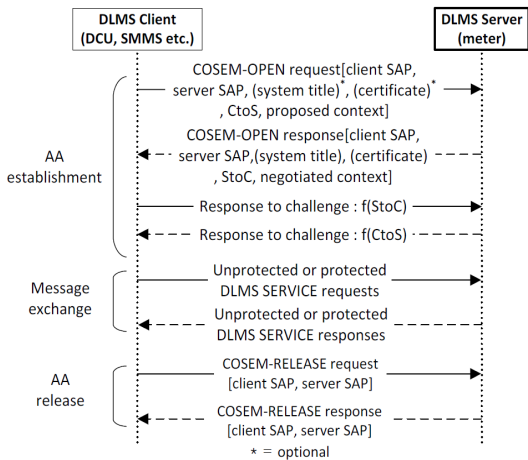 DLMS Client
(DCU, SMMS etc.)
DLMS Server
(meter)
COSEM-OPEN request[client SAP,
server SAP, (system title)*, (certificate)*
, CtoS, proposed context]
COSEM-OPEN response[client SAP,
server SAP,(system title), (certificate)
, StoC, negotiated context]
AA
establishment
Response to challenge : f(StoC)
Response to challenge : f(CtoS)
Message
exchange
Unprotected or protected
DLMS SERVICE requests
Unprotected or protected
DLMS SERVICE responses
AA
release
COSEM-RELEASE request
[client SAP, server SAP]
COSEM-RELEASE response
[client SAP, server SAP]
* = optional